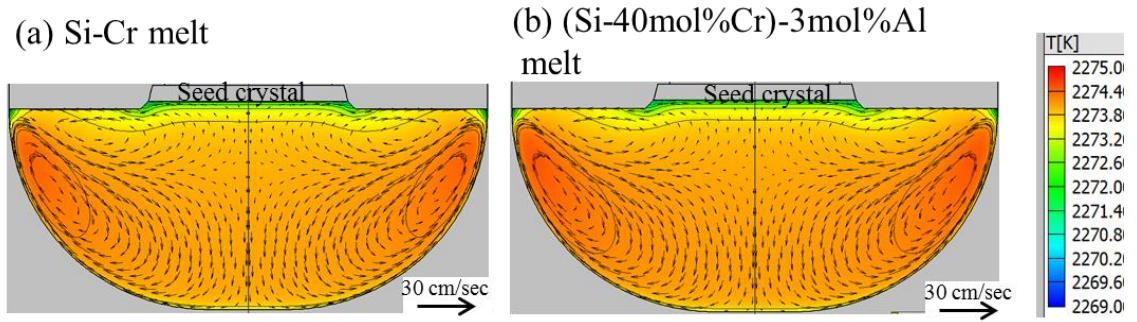 (a) Si-Cr melt
(b) (Si-40mol%Cr)-3mol%Al
melt
Seed crystal
Seed crystal
30 cm/sec
30 cm/sec
T[K]
2275.00
2274.40
2273.80
2273.20
2272.60
2272.00
2271.40
2270.80
2270.20
2269.60
2269.00